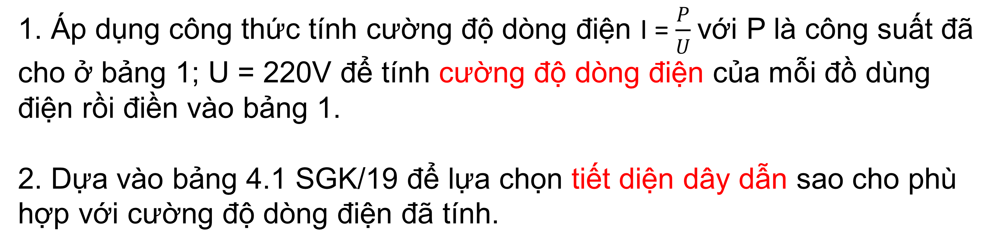 1. Áp dụng công thức tính cường độ dòng điện I = P/U với P là công suất đã
cho ở bảng 1; U = 220V để tính cường độ dòng điện của mỗi đồ dùng
điện rồi điền vào bảng 1.
2. Dựa vào bảng 4.1 SGK/19 để lựa chọn tiết diện dây dẫn sao cho phù
hợp với cường độ dòng điện đã tính.